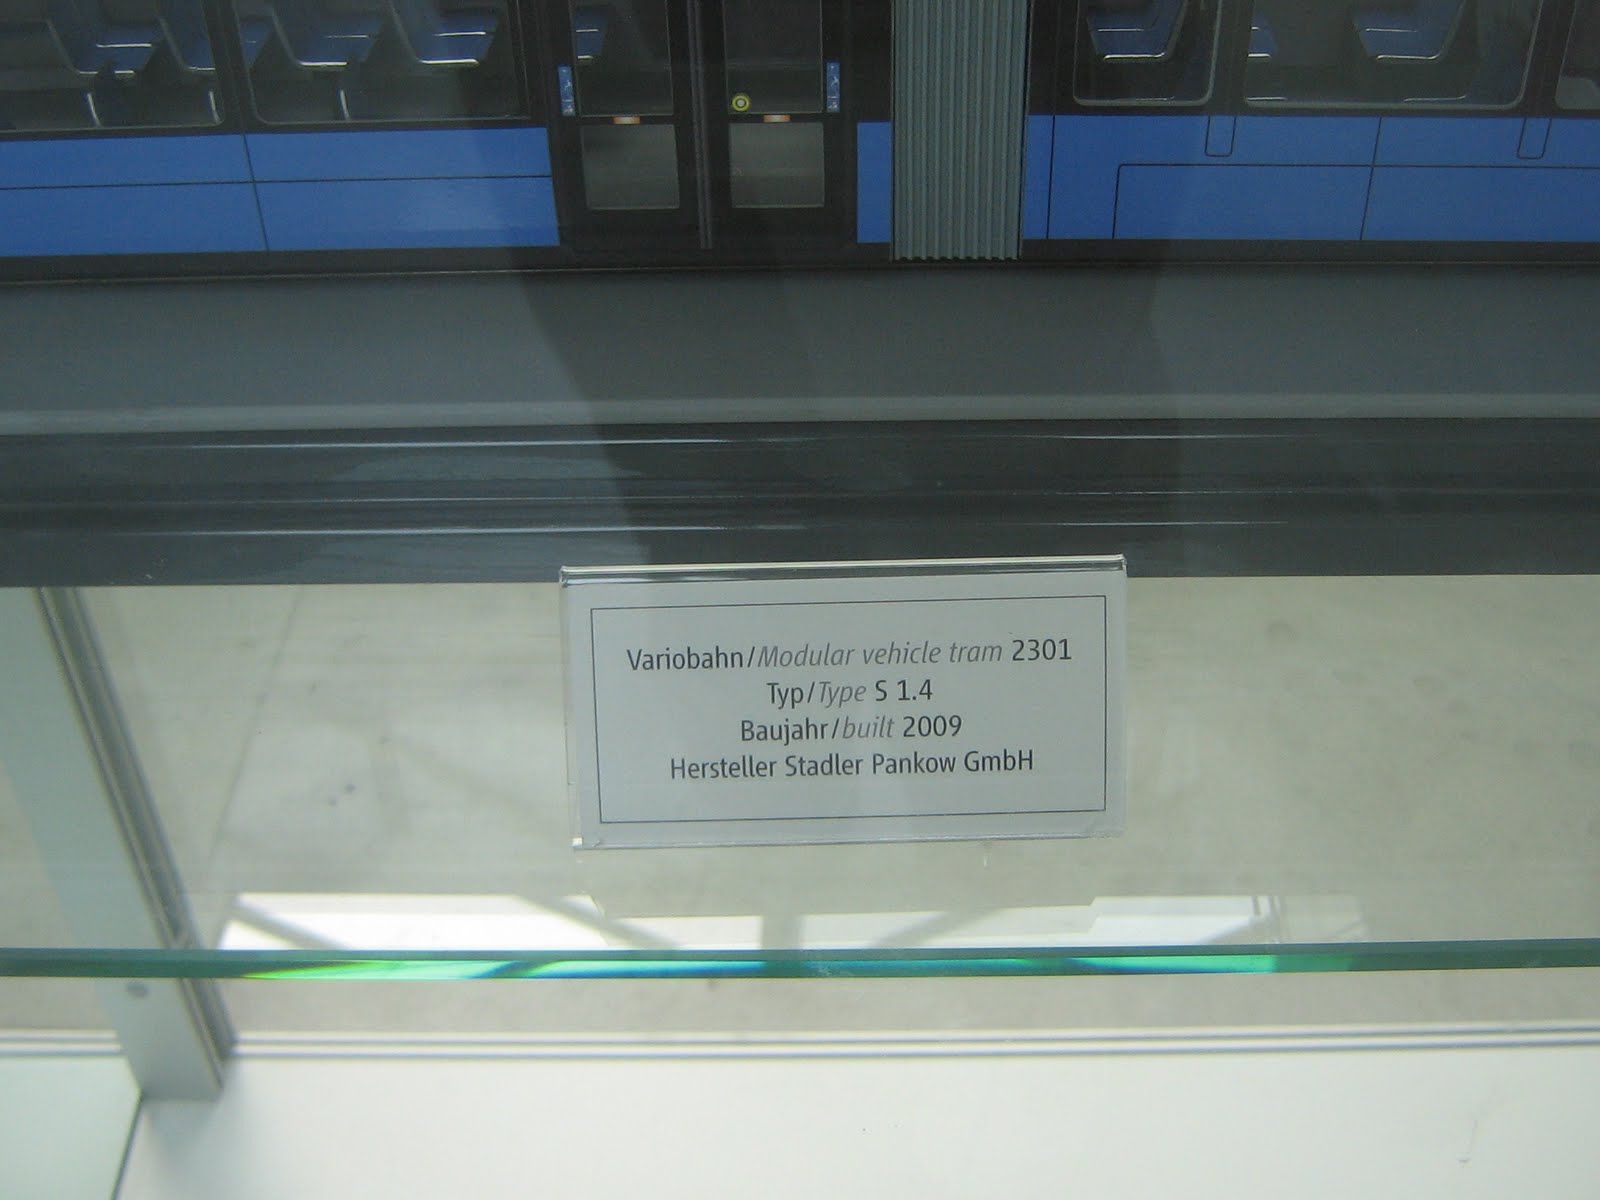 Variobahn/Modular vehicle tram 2301
Typ/Type S 1.4
Baujahr/built 2009
Hersteller Stadler Pankow GmbH